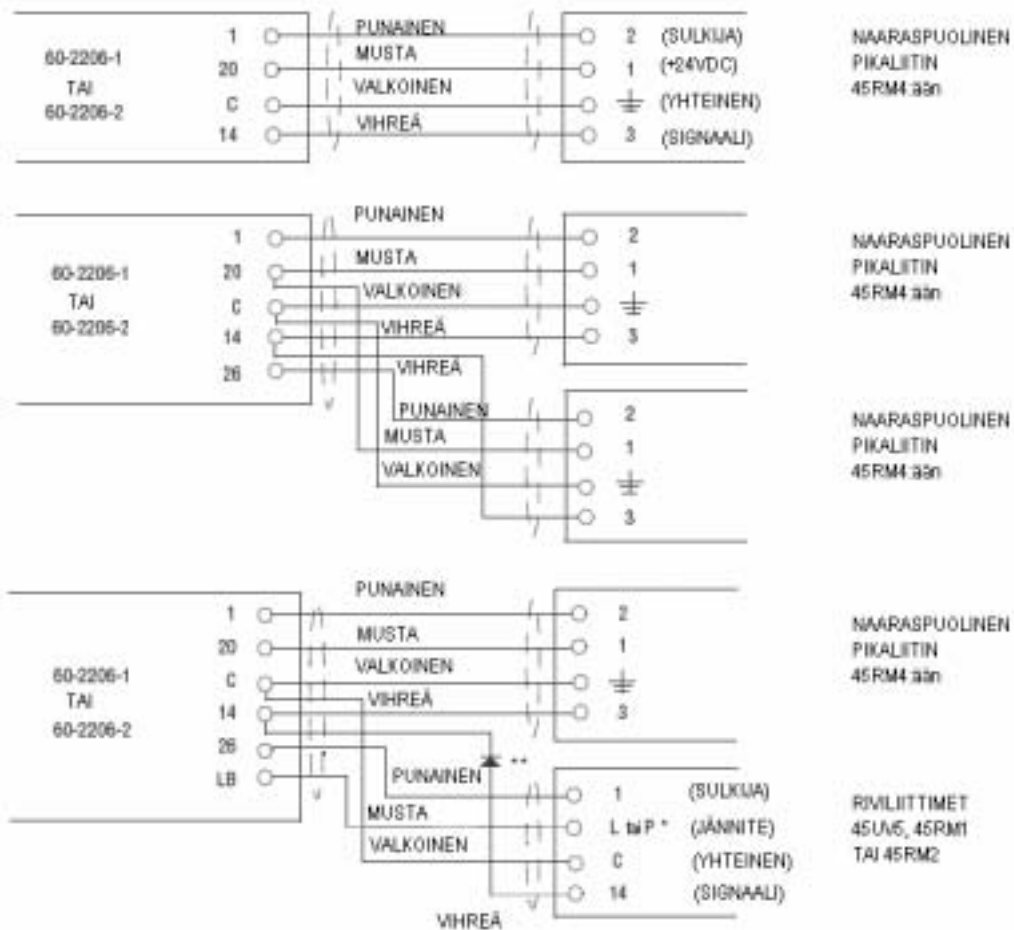 60-2206-1
TAI
60-2206-2
1
20
C
14
PUNAINEN
MUSTA
VALKOINEN
VIHREÄ
2 (SULKIJA)
1 (+24VDC)
(YHTEINEN)
3 (SIGNAALI)
NAARASPUOLINEN
PIKALIITIN
45RM4:ään
60-2206-1
TAI
60-2206-2
1
20
C
14
26
PUNAINEN
MUSTA
VALKOINEN
VIHREÄ
VIHREÄ
PUNAINEN
MUSTA
VALKOINEN
2
1
3
NAARASPUOLINEN
PIKALIITIN
45RM4:ään
2
1
3
NAARASPUOLINEN
PIKALIITIN
45RM4:ään
60-2206-1
TAI
60-2206-2
1
20
C
14
26
LB
PUNAINEN
MUSTA
VALKOINEN
VIHREÄ
PUNAINEN
MUSTA
VALKOINEN
VIHREÄ
**
2
1
3
NAARASPUOLINEN
PIKALIITIN
45RM4:ään
1 (SULKIJA)
L tai P * (JÄNNITE)
C (YHTEINEN)
14 (SIGNAALI)
RIVILIITTIMET
45UV5, 45RM1
TAI 45RM2